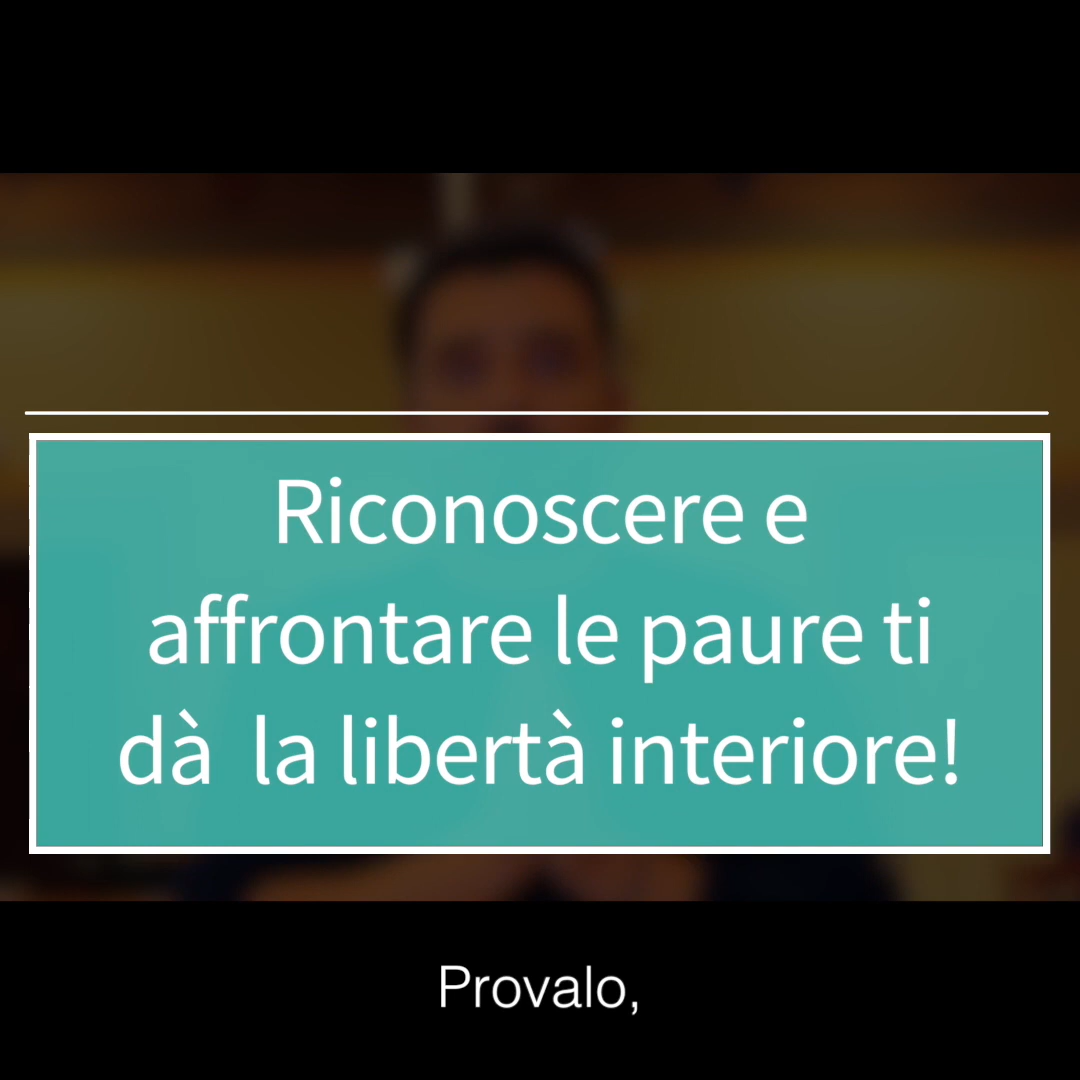 Riconoscere e
affrontare le paure ti
dà la libertà interiore!
Provalo,